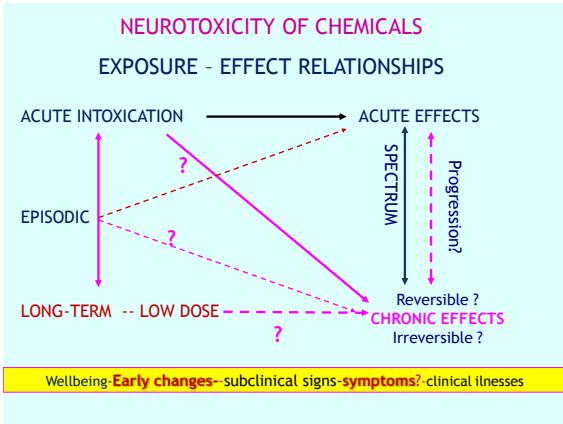 NEUROTOXICITY OF CHEMICALS
EXPOSURE – EFFECT RELATIONSHIPS
ACUTE INTOXICATION
ACUTE EFFECTS
?
SPECTRUM
Progression?
EPISODIC
?
Reversible ?
LONG-TERM -- LOW DOSE
CHRONIC EFFECTS
?
Irreversible ?
Wellbeing-Early changes--subclinical signs-symptoms?-clinical ilnesses